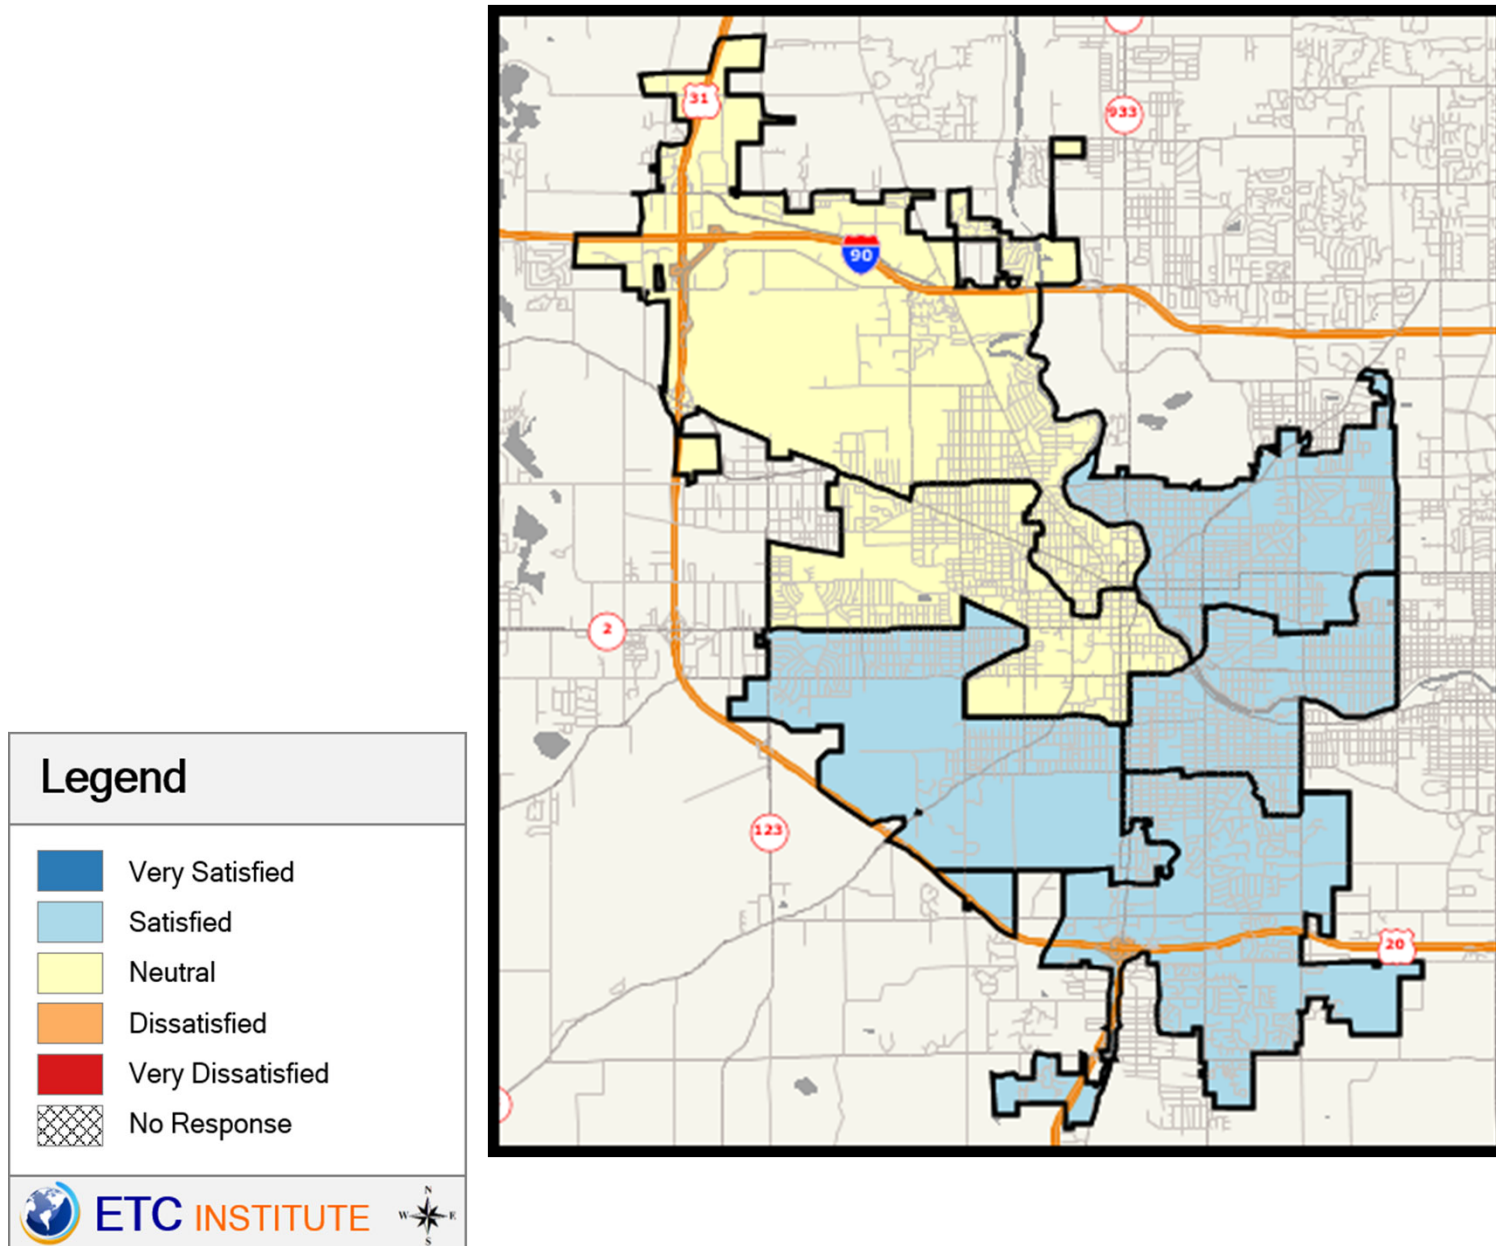 31
933
90
2
123
20
Legend
Very Satisfied
Satisfied
Neutral
Dissatisfied
Very Dissatisfied
No Response
ETC INSTITUTE
N
W E
S